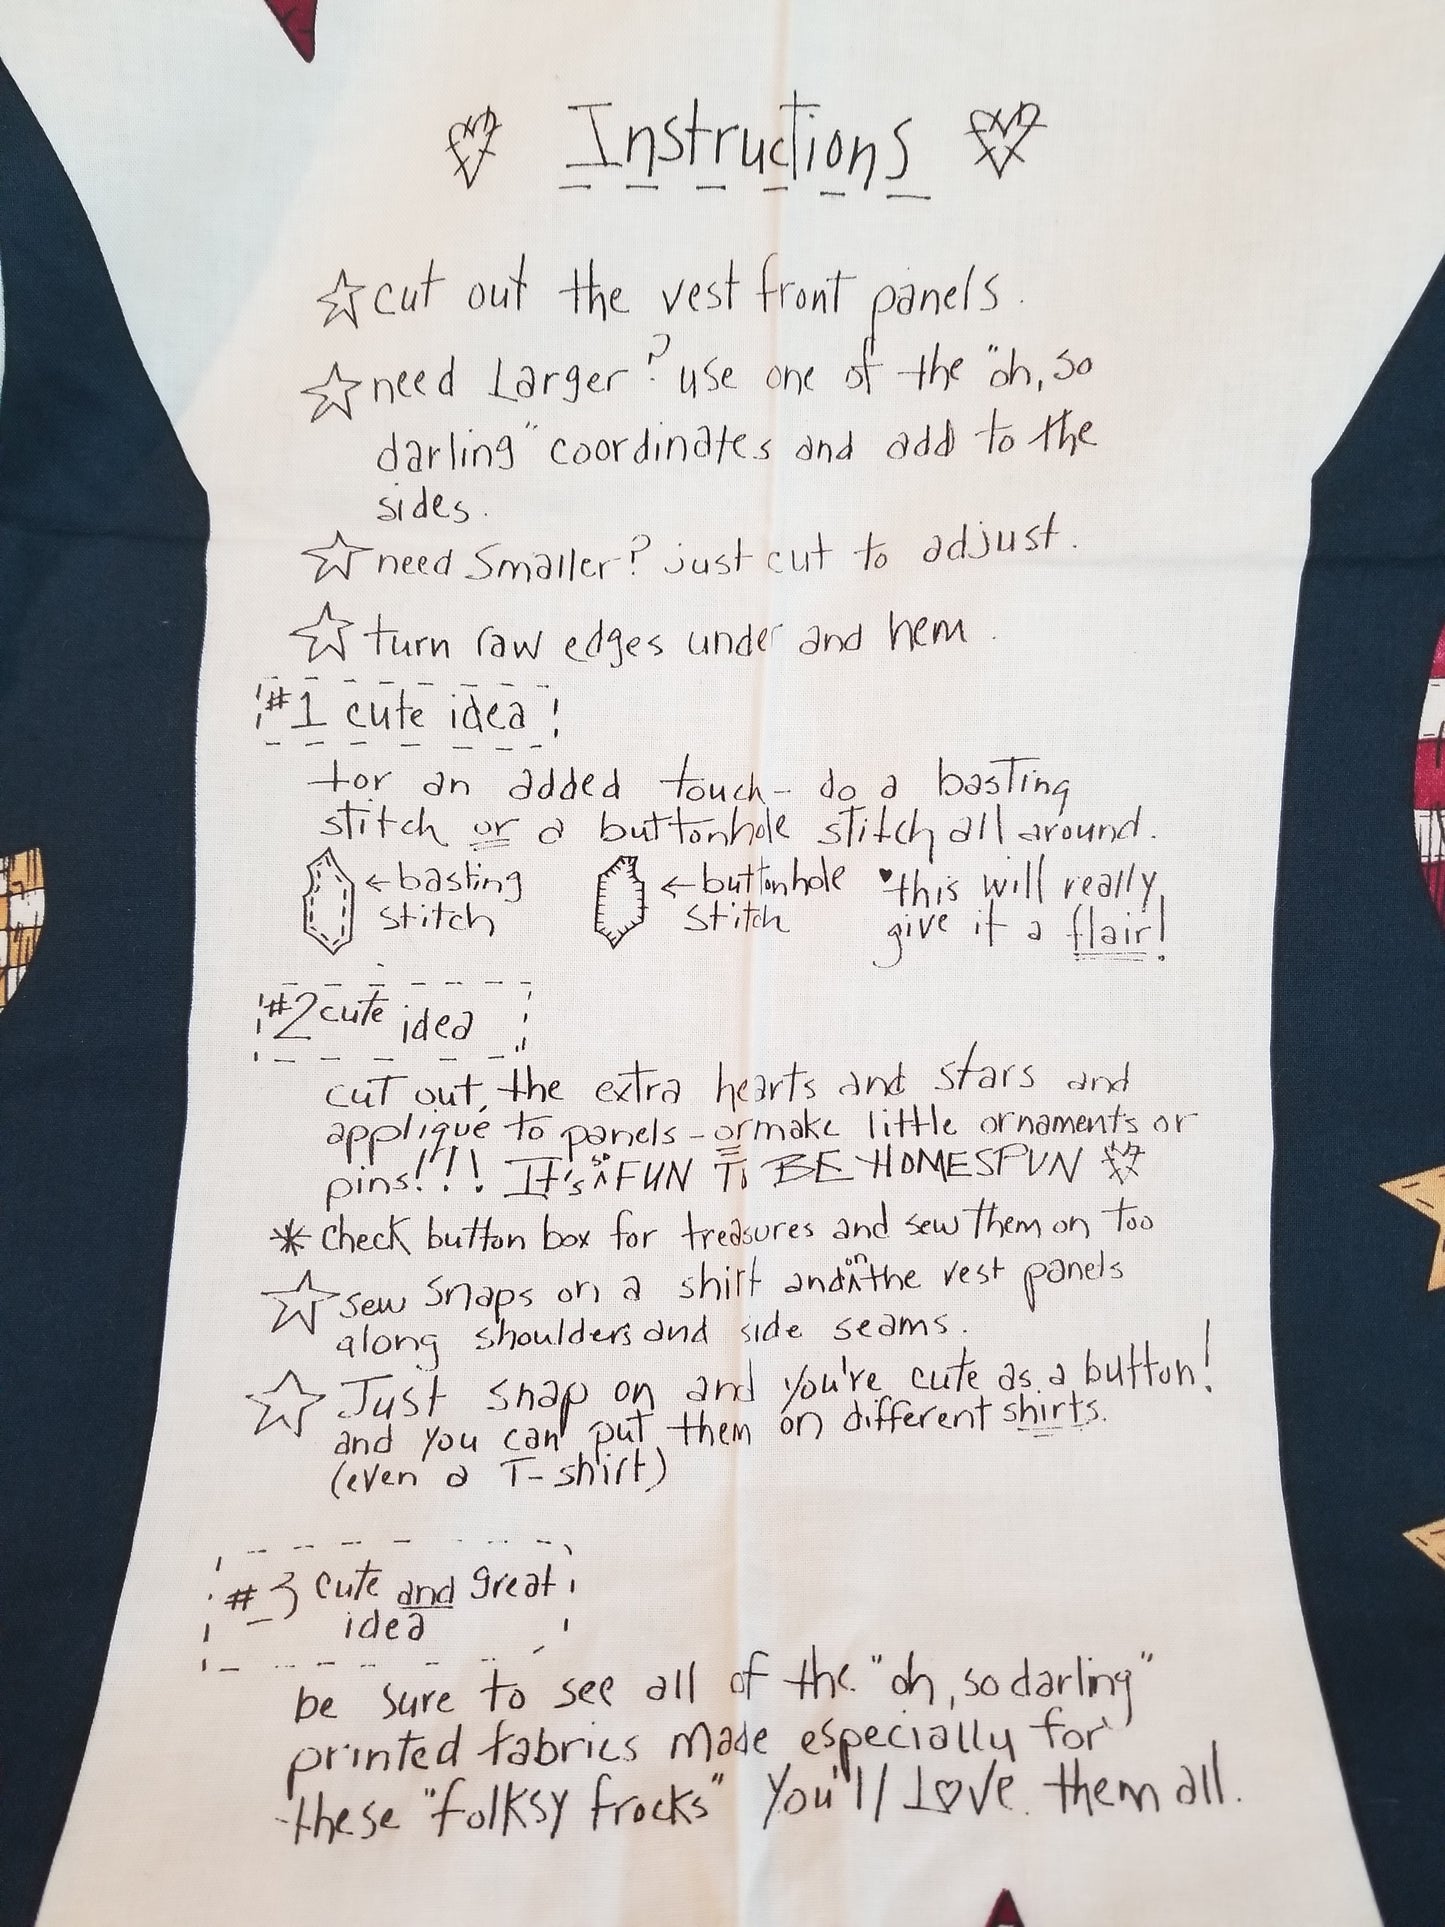 Instructions
cut out the vest front panels.
need Larger? use one of the "oh, so
darling" coordinates and add to the
sides.
need smaller? just cut to adjust.
turn raw edges under and hem.
#1 cute idea!
for an added touch - do a basting
stitch or a buttonhole stitch all around.
←basting
stitch
←buttonhole
stitch
♥this will really
give it a flair!
#2 cute
idea
cut out, the extra hearts and stars and
applique to panels - or make little ornaments or
pins!!! It's so FUN To BE HOMESPUN
* check button box for treasures and sew them on too
sew snaps on a shirt and on the vest panels
along shoulders and side seams.
Just snap on and you're cute as a button!
and you can put them on different shirts.
(even a T-shirt)
#3 cute and great
idea
be sure to see all of the "oh, so darling"
printed fabrics made especially for
these "folksy frocks" You'll LOVE them all.